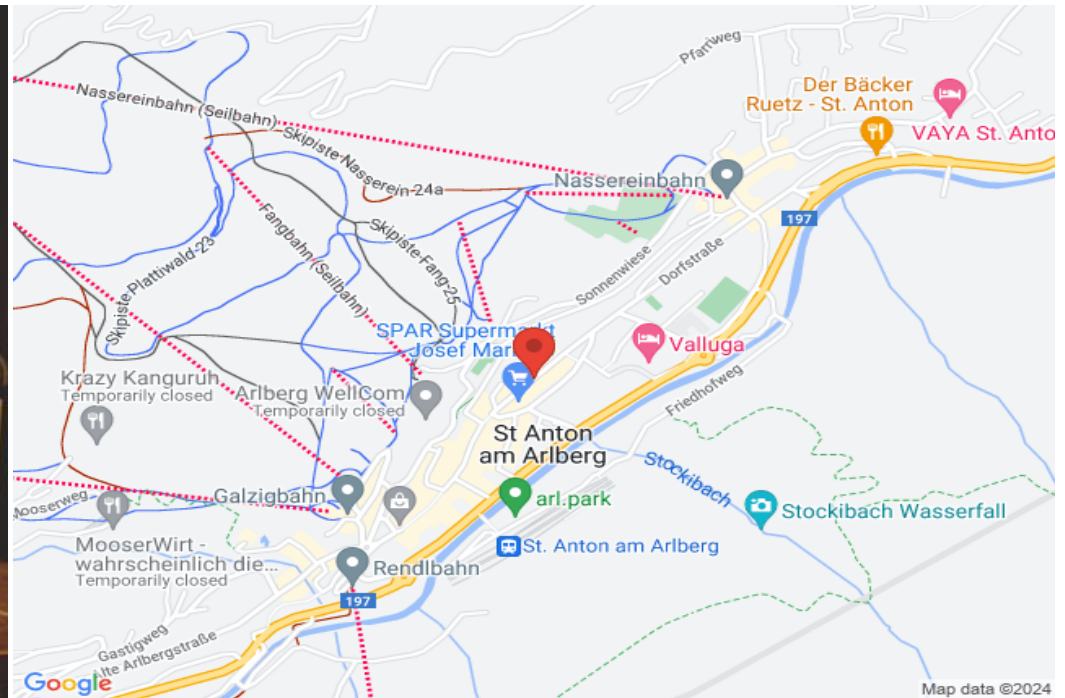 Pfattweg
Der Bäcker
Ruetz - St. Anton
VAYA St. Anto
Nassereinbahn (Seilbahn)
Skipiste Nasserein 24a
Nassereinbahn
197
Fangbahn (Seilbahn)
Skipiste Fang-25
Skipiste Plattiwald-23
Sonnenwiese
Dorfstraße
SPAR Supermarkt
Josef Mar
Valluga
Krazy Kanguruh
Temporarily closed
Arlberg WellCom
Temporarily closed
Friedhofweg
St Anton
am Arlberg
Stockibach
Galzigbahn
arl.park
Stockibach Wasserfall
Mooserweg
MooserWirt -
wahrscheinlich die...
Temporarily closed
St. Anton am Arlberg
Rendlbahn
197
Gastigweg
Alte Arlbergstraße
Google
Map data ©2024